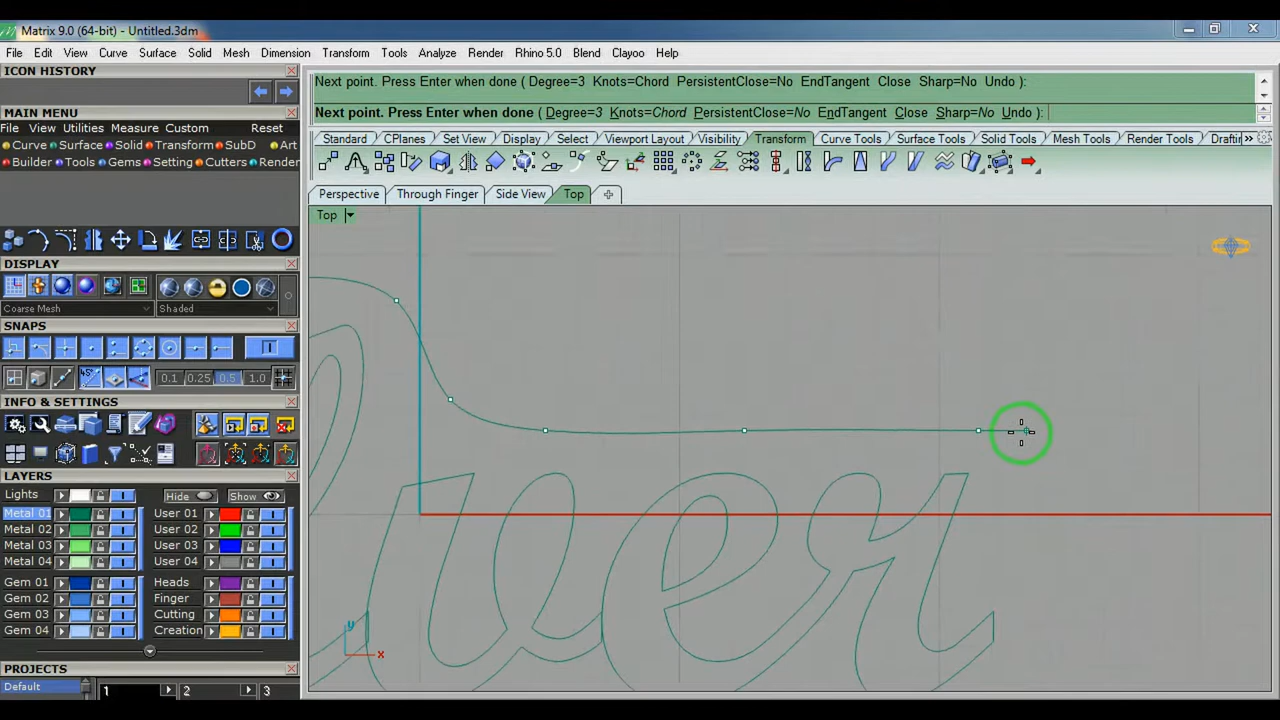 Matrix 9.0 (64-bit) - Untitled.3dm
File Edit View Curve Surface Solid Mesh Dimension Transform Tools Analyze Render Rhino 5.0 Blend Clayoo Help
ICON HISTORY
MAIN MENU
File View Utilities Measure Custom Reset
Curve Surface Solid Transform SubD Art
Builder Tools Gems Setting Cutters Render
DISPLAY
Coarse Mesh Shaded
SNAPS
45° 0.1 0.25 0.5 1.0
INFO & SETTINGS
LAYERS
Lights Hide Show
Metal 01 User 01
Metal 02 User 02
Metal 03 User 03
Metal 04 User 04
Gem 01 Heads
Gem 02 Finger
Gem 03 Cutting
Gem 04 Creation
PROJECTS
Default 1 2 3
Next point. Press Enter when done ( Degree=3 Knots=Chord PersistentClose=No EndTangent Close Sharp=No Undo ):
Next point. Press Enter when done ( Degree=3 Knots=Chord PersistentClose=No EndTangent Close Sharp=No Undo ):
Standard CPlanes Set View Display Select Viewport Layout Visibility Transform Curve Tools Surface Tools Solid Tools Mesh Tools Render Tools Draftin
Perspective Through Finger Side View Top
Top
y
x